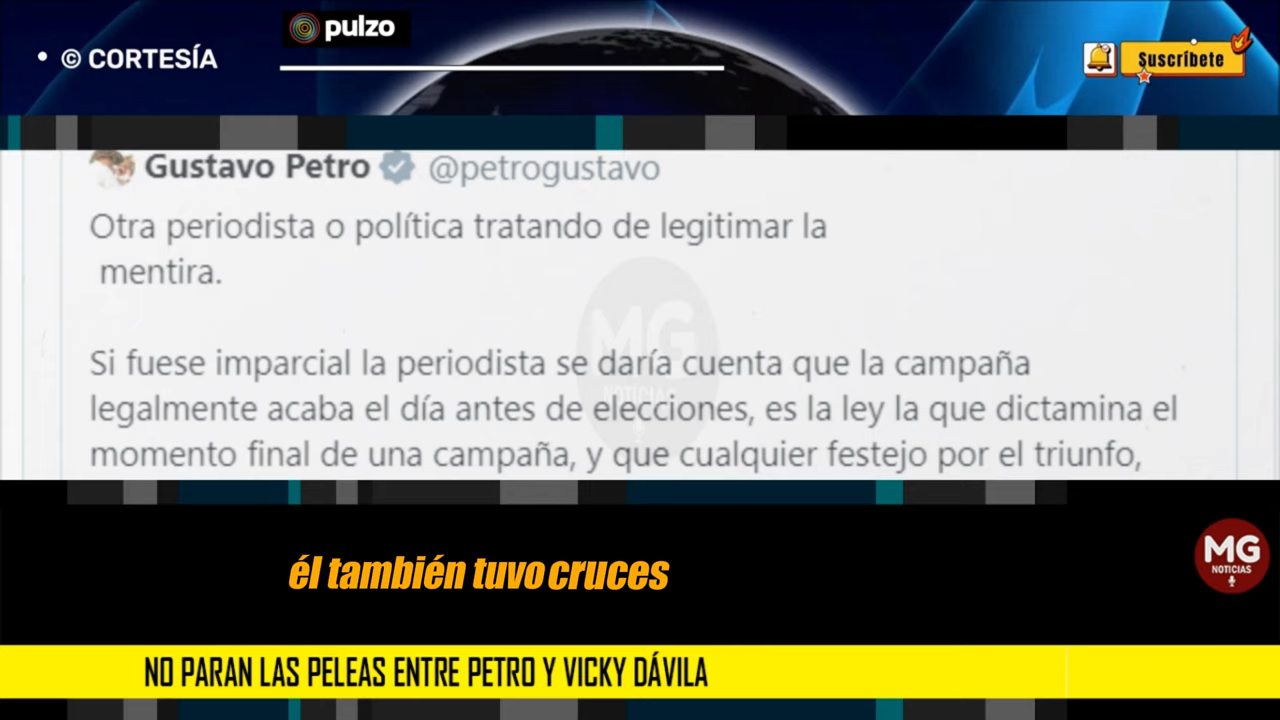 pulzo
© CORTESÍA
Suscríbete
Gustavo Petro @petrogustavo
Otra periodista o política tratando de legitimar la
mentira.
Si fuese imparcial la periodista se daría cuenta que la campaña
legalmente acaba el día antes de elecciones, es la ley la que dictamina el
momento final de una campaña, y que cualquier festejo por el triunfo,
MG
NOTICIAS
él también tuvo cruces
MG
NOTICIAS
NO PARAN LAS PELEAS ENTRE PETRO Y VICKY DÁVILA